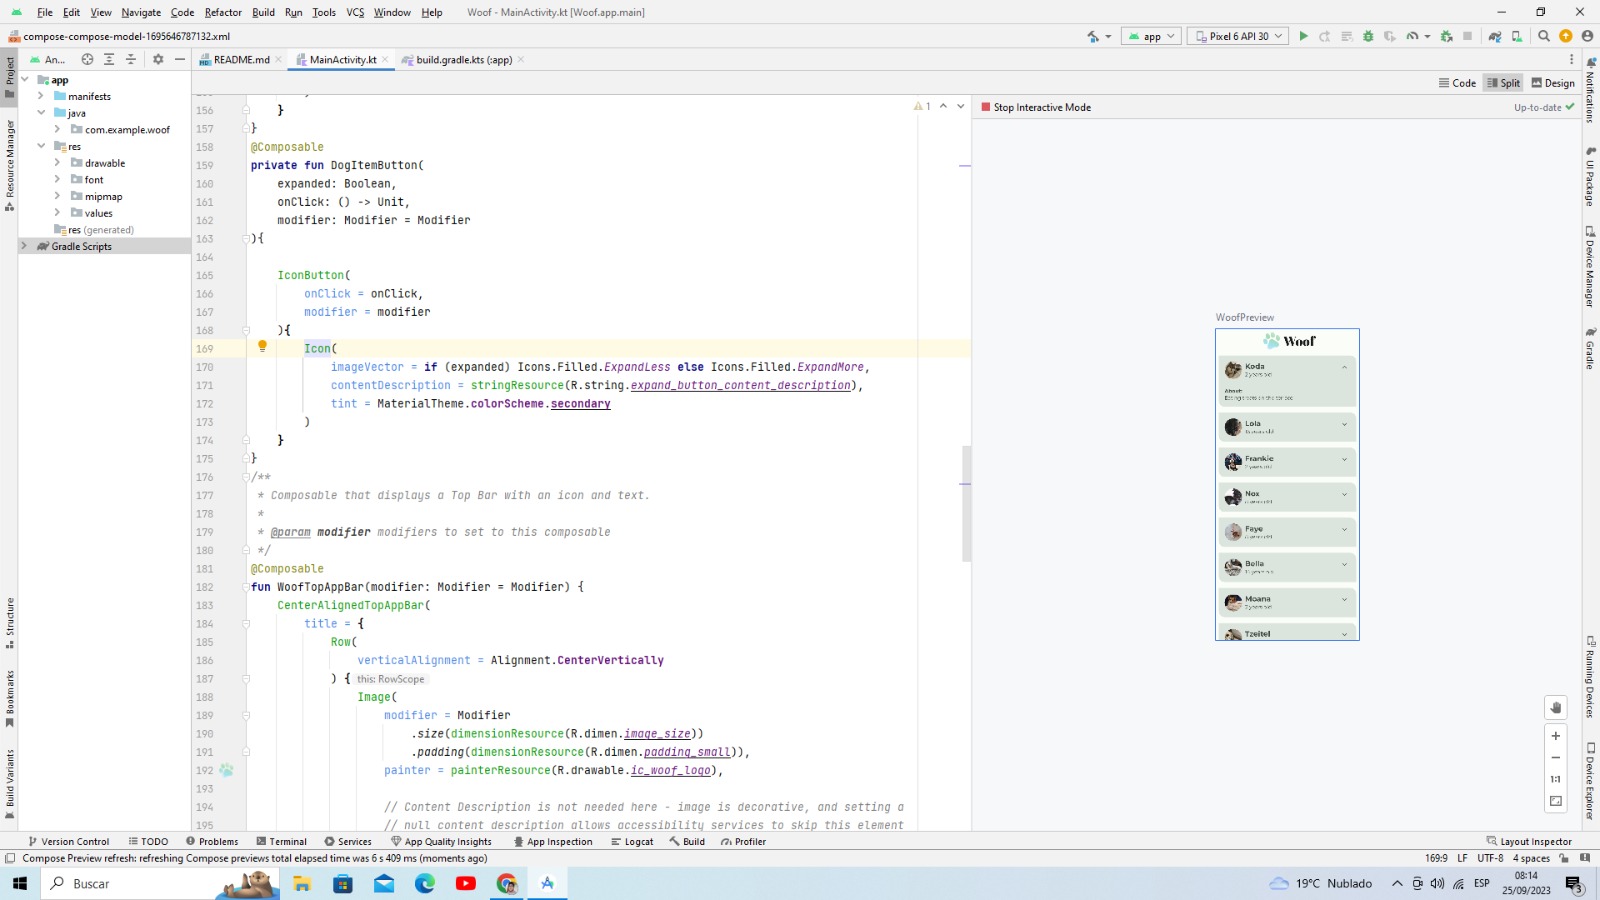 File Edit View Navigate Code Refactor Build Run Tools VCS Window Help Woof - MainActivity.kt [Woof.app.main]
compose-compose-model-1695646787132.xml
app Pixel 6 API 30
An... README.md MainActivity.kt build.gradle.kts (:app)
Code Split Design
Project
Resource Manager
Structure
Bookmarks
Build Variants
app
manifests
java
com.example.woof
res
drawable
font
mipmap
values
res (generated)
Gradle Scripts
1
156 }
157 }
158 @Composable
159 private fun DogItemButton(
160 expanded: Boolean,
161 onClick: () -> Unit,
162 modifier: Modifier = Modifier
163 ){
164
165 IconButton(
166 onClick = onClick,
167 modifier = modifier
168 ){
169 Icon(
170 imageVector = if (expanded) Icons.Filled.ExpandLess else Icons.Filled.ExpandMore,
171 contentDescription = stringResource(R.string.expand_button_content_description),
172 tint = MaterialTheme.colorScheme.secondary
173 )
174 }
175 }
176 /**
177 * Composable that displays a Top Bar with an icon and text.
178 *
179 * @param modifier modifiers to set to this composable
180 */
181 @Composable
182 fun WoofTopAppBar(modifier: Modifier = Modifier) {
183 CenterAlignedTopAppBar(
184 title = {
185 Row(
186 verticalAlignment = Alignment.CenterVertically
187 ) { this: RowScope
188 Image(
189 modifier = Modifier
190 .size(dimensionResource(R.dimen.image_size))
191 .padding(dimensionResource(R.dimen.padding_small)),
192 painter = painterResource(R.drawable.ic_woof_logo),
193
194 // Content Description is not needed here - image is decorative, and setting a
195 // null content description allows accessibility services to skip this element
Stop Interactive Mode
Up-to-date
WoofPreview
Woof
Koda
2 years old
About:
Lola
Frankie
Nox
Faye
Bella
Moana
Tzeitel
1:1
Notifications
UI Package
Device Manager
Gradle
Running Devices
Device Explorer
Version Control TODO Problems Terminal Services App Quality Insights App Inspection Logcat Build Profiler Layout Inspector
Compose Preview refresh: refreshing Compose previews total elapsed time was 6 s 409 ms (moments ago) 169:9 LF UTF-8 4 spaces
Buscar
19°C Nublado
ESP
08:14
25/09/2023
3